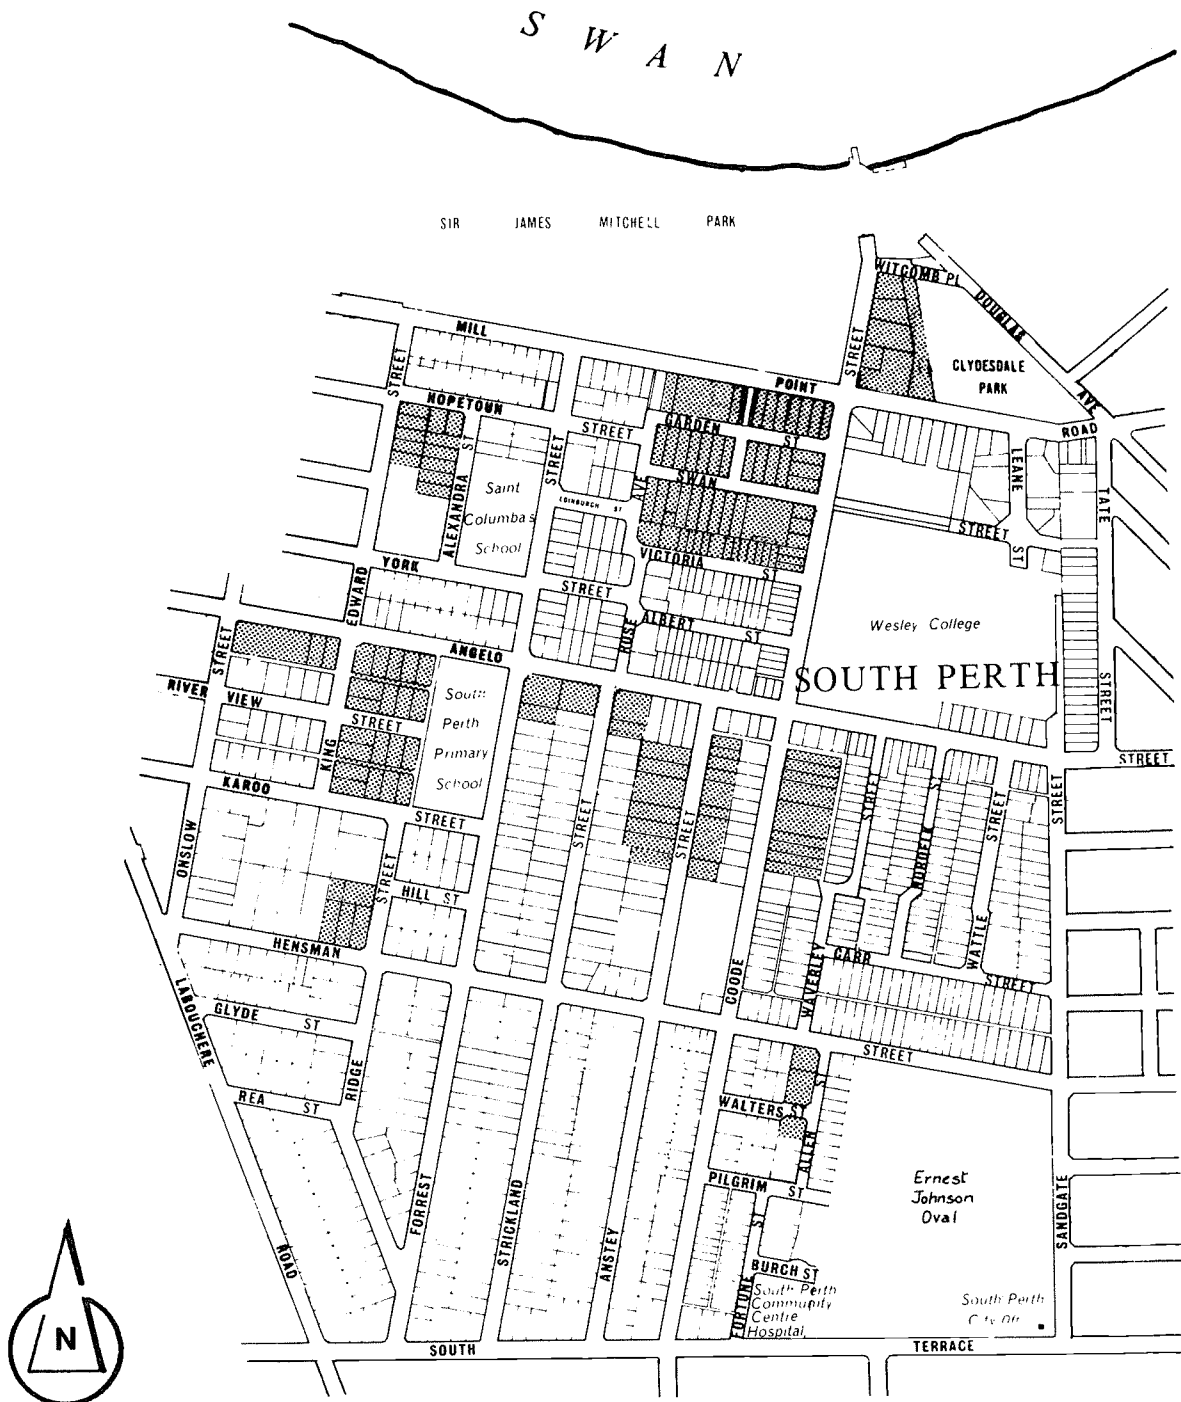 SWAN
SIR JAMES MITCHELL PARK
WITCOMB PL
DOUGLAS AVE
MILL POINT ROAD
STREET
CLYDESDALE
PARK
HOPETOUN STREET
STREET
GARDEN ST
STREET
LEANE ST
TATE STREET
SWAN STREET
ALEXANDRA ST
Saint
Columbas
School
AVE
EDINBURGH ST
VICTORIA ST
YORK STREET
EDWARD
ROSE
ALBERT ST
Wesley College
SOUTH PERTH
ANGELO STREET
STREET
RIVER VIEW STREET
KING
South
Perth
Primary
School
KAROO STREET
ONSLOW
STREET
STREET
STREET
STREET
NORDELL ST
STREET
STREET
STREET
HILL ST
HENSMAN STREET
COODE
WAVERLEY
CARR STREET
WATTLE
LABOUCHERE ROAD
GLYDE ST
RIDGE
REA ST
WALTERS ST
ALLEN ST
PILGRIM ST
FORREST
STRICKLAND
ANSTEY
Ernest
Johnson
Oval
SANDGATE
FORTUNE ST
BURCH ST
South Perth
Community
Centre
Hospital
South Perth
SOUTH TERRACE
N